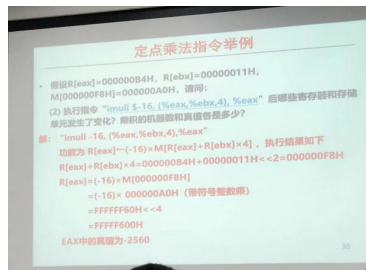 定点乘法指令举例
• 假设R[eax]=000000B4H，R[ebx]=00000011H，
M[000000F8H]=000000A0H，请问：
(2) 执行指令 “imull $-16, (%eax,%ebx,4), %eax” 后哪些寄存器和存储
单元发生了变化？乘积的机器数和真值各是多少？
解： “imull -16, (%eax,%ebx,4),%eax”
功能为 R[eax]←(-16)×M[R[eax]+R[ebx]×4]，执行结果如下
R[eax]+R[ebx]×4=000000B4H+00000011H<<2=000000F8H
R[eax]=(-16)×M[000000F8H]
=(-16)× 000000A0H（带符号整数乘）
=FFFFFF60H<<4
=FFFFF600H
EAX中的真值为-2560
35